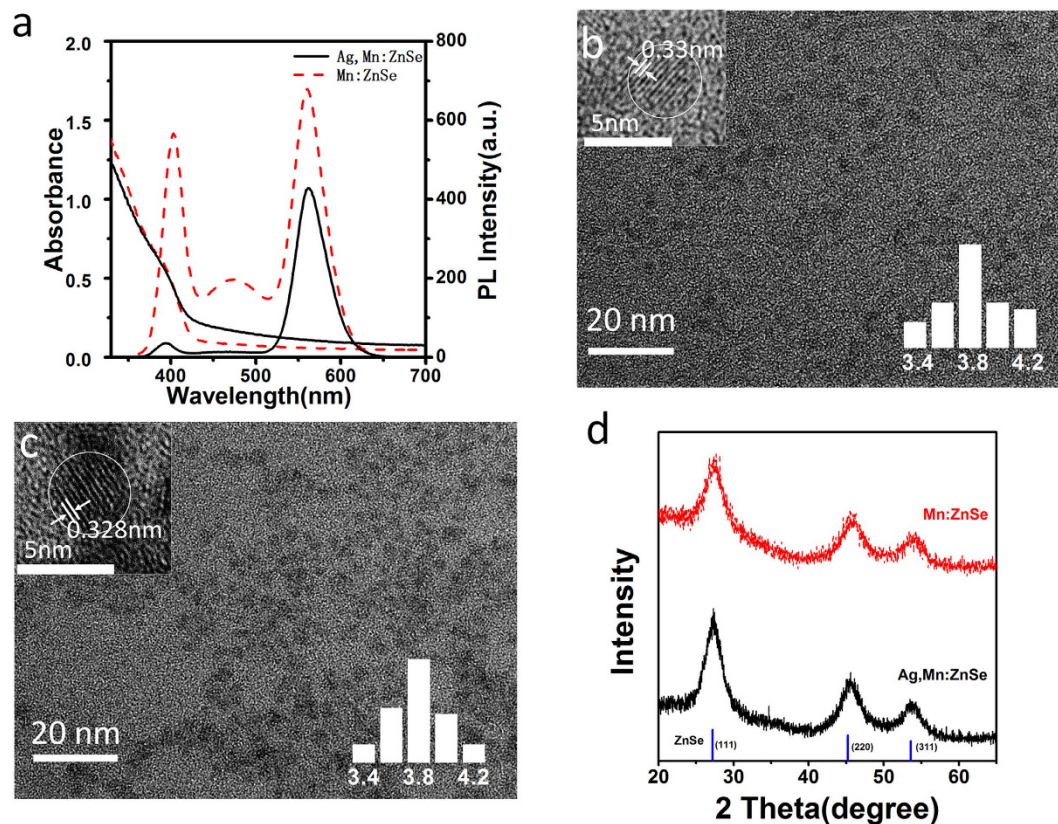 a
2.0
1.5
1.0
0.5
0.0
Absorbance
800
600
400
200
0
PL Intensity(a.u.)
Ag,Mn:ZnSe
Mn:ZnSe
400 500 600 700
Wavelength(nm)
b
0.33nm
5nm
20 nm
3.4 3.8 4.2
c
0.328nm
5nm
20 nm
3.4 3.8 4.2
d
Intensity
Mn:ZnSe
Ag,Mn:ZnSe
ZnSe (111) (220) (311)
20 30 40 50 60
2 Theta(degree)